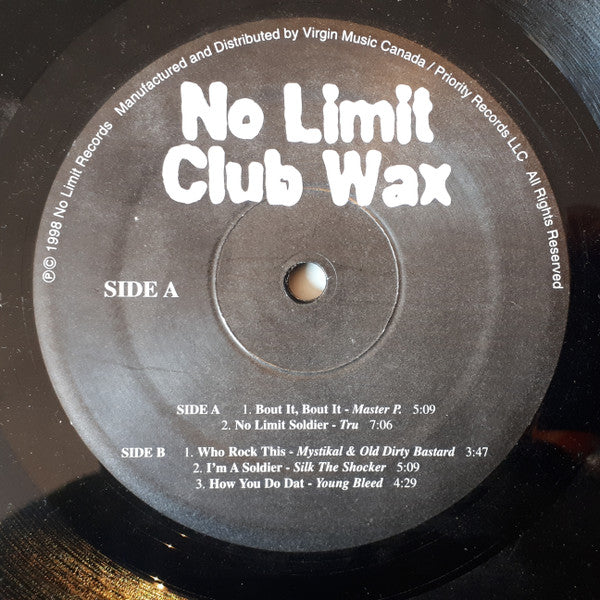 ℗© 1998 No Limit Records   Manufactured and Distributed by Virgin Music Canada / Priority Records LLC   All Rights Reserved
No Limit
Club Wax
SIDE A
SIDE A 1. Bout It, Bout It - Master P. 5:09
2. No Limit Soldier - Tru 7:06
SIDE B 1. Who Rock This - Mystikal & Old Dirty Bastard 3:47
2. I'm A Soldier - Silk The Shocker 5:09
3. How You Do Dat - Young Bleed 4:29